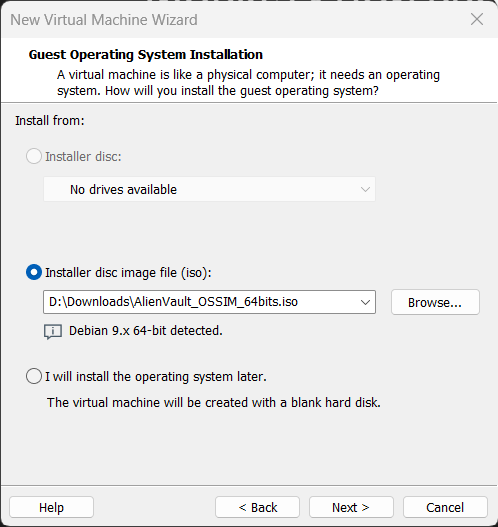 New Virtual Machine Wizard
Guest Operating System Installation
A virtual machine is like a physical computer; it needs an operating
system. How will you install the guest operating system?
Install from:
Installer disc:
No drives available
Installer disc image file (iso):
D:\Downloads\AlienVault_OSSIM_64bits.iso
Browse...
Debian 9.x 64-bit detected.
I will install the operating system later.
The virtual machine will be created with a blank hard disk.
Help
< Back
Next >
Cancel